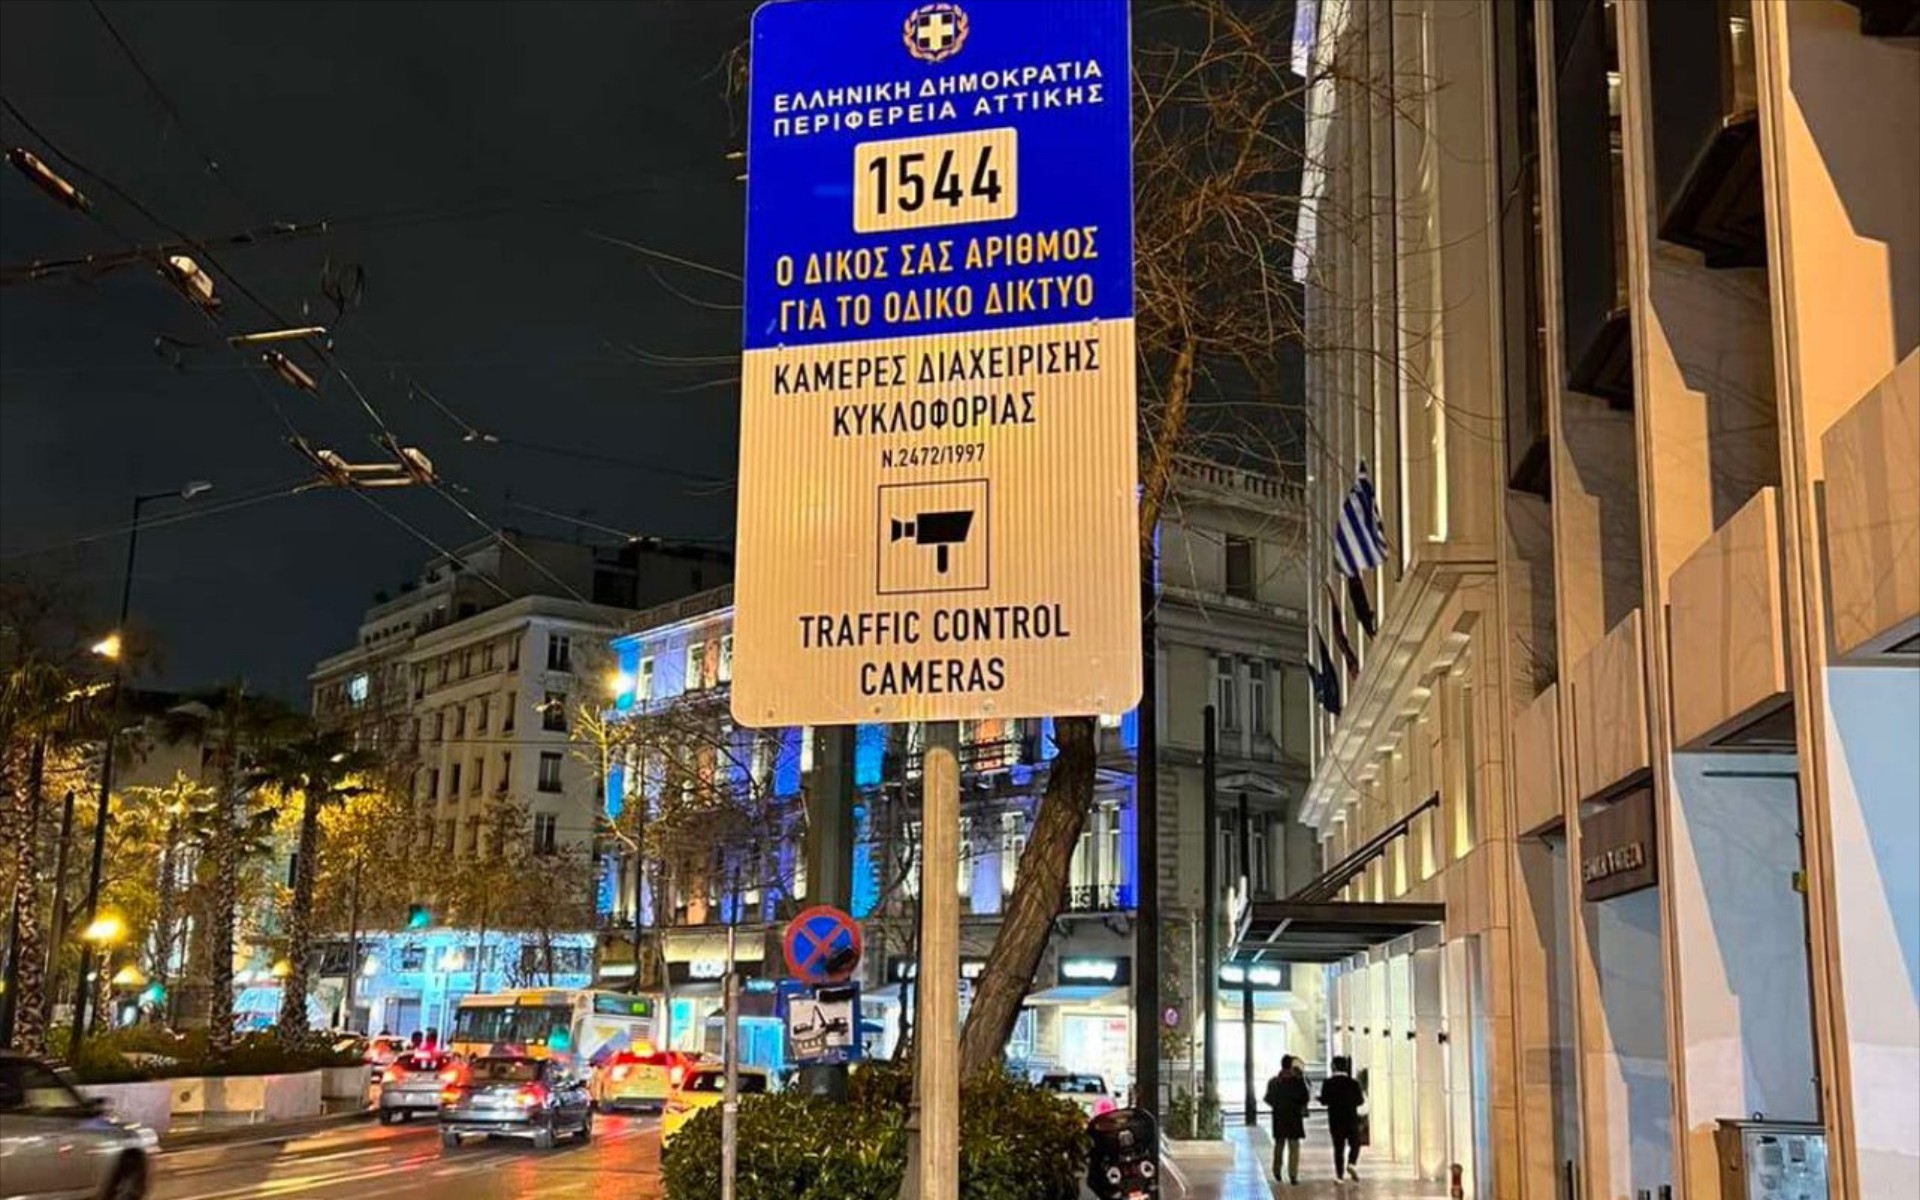 ΕΛΛΗΝΙΚΗ ΔΗΜΟΚΡΑΤΙΑ
ΠΕΡΙΦΕΡΕΙΑ ΑΤΤΙΚΗΣ
1544
Ο ΔΙΚΟΣ ΣΑΣ ΑΡΙΘΜΟΣ
ΓΙΑ ΤΟ ΟΔΙΚΟ ΔΙΚΤΥΟ
ΚΑΜΕΡΕΣ ΔΙΑΧΕΙΡΙΣΗΣ
ΚΥΚΛΟΦΟΡΙΑΣ
Ν.2472/1997
TRAFFIC CONTROL
CAMERAS